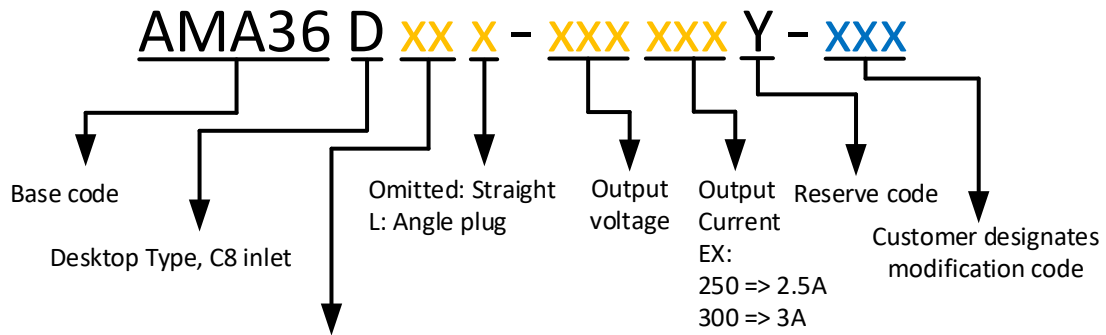 AMA36 D xx x - xxx xxx Y - xxx
Base code
Desktop Type, C8 inlet
Omitted: Straight
L: Angle plug
Output
voltage
Output
Current
EX:
250 => 2.5A
300 => 3A
Reserve code
Customer designates
modification code